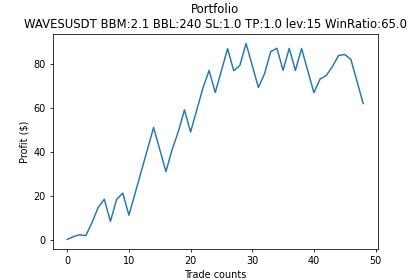 Portfolio
WAVESUSDT BBM:2.1 BBL:240 SL:1.0 TP:1.0 lev:15 WinRatio:65.0
80
60
40
20
0
Profit ($)
0 10 20 30 40 50
Trade counts